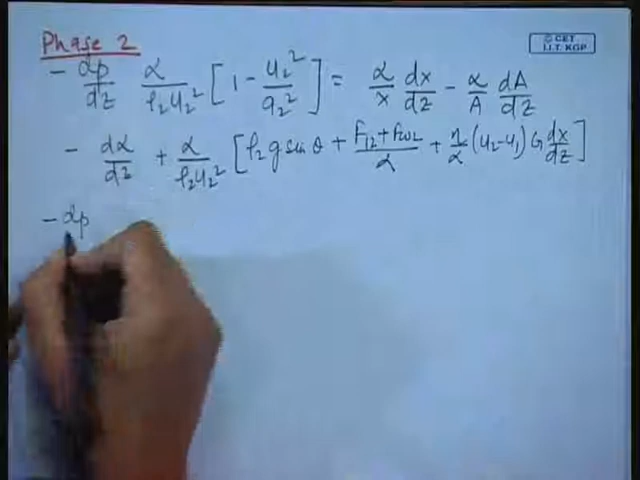 Phase 2
© CET
I.I.T. KGP
- dp/dz α/(ρ₂u₂²) [1 - u₂²/a₂²] = α/x dx/dz - α/A dA/dz
- dα/dz + α/(ρ₂u₂²) [ρ₂ g sin θ + (F₁₂ + F_w₂)/α + η/α (u₂-u₁) G dx/dz]
- dp